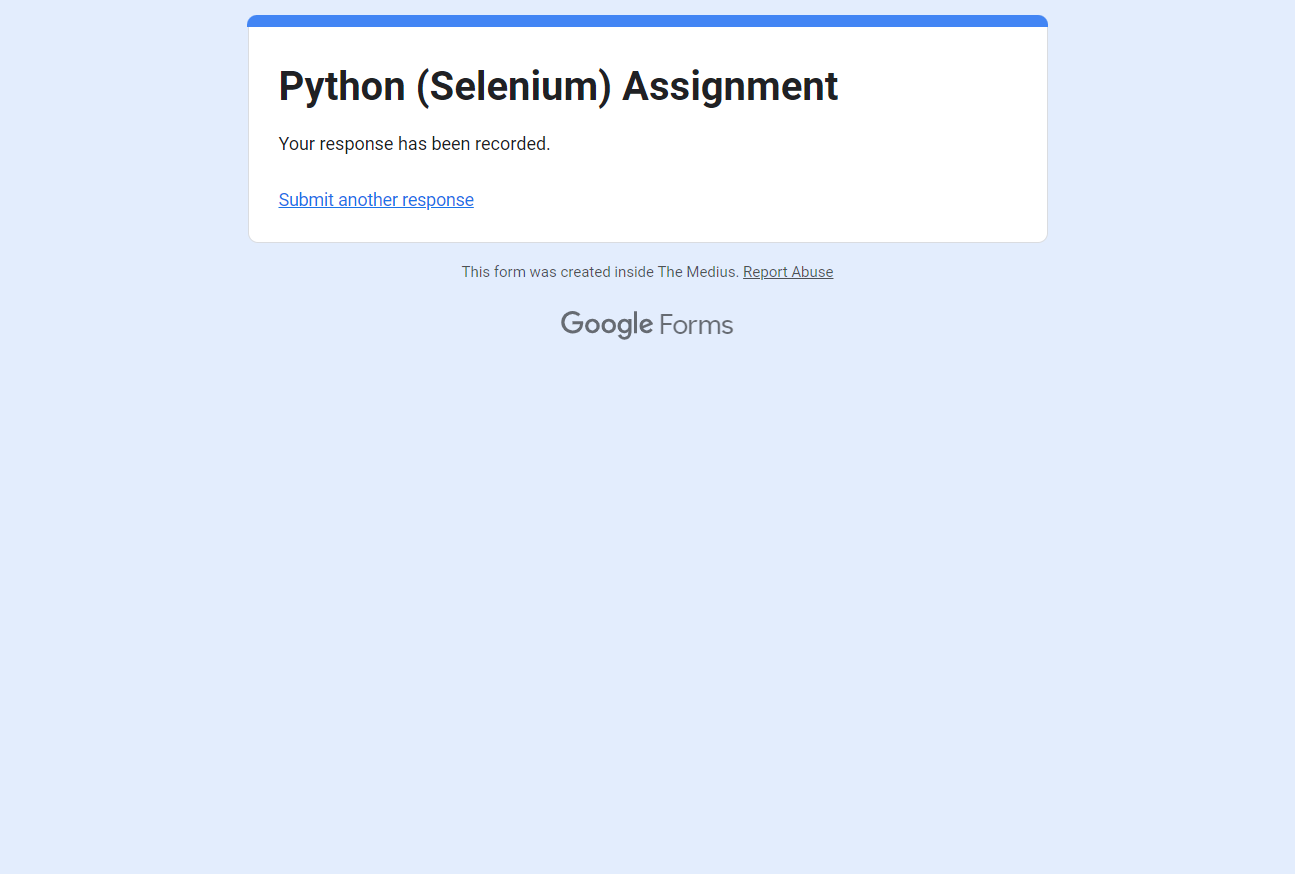 Python (Selenium) Assignment
Your response has been recorded.
Submit another response
This form was created inside The Medius. Report Abuse
Google Forms